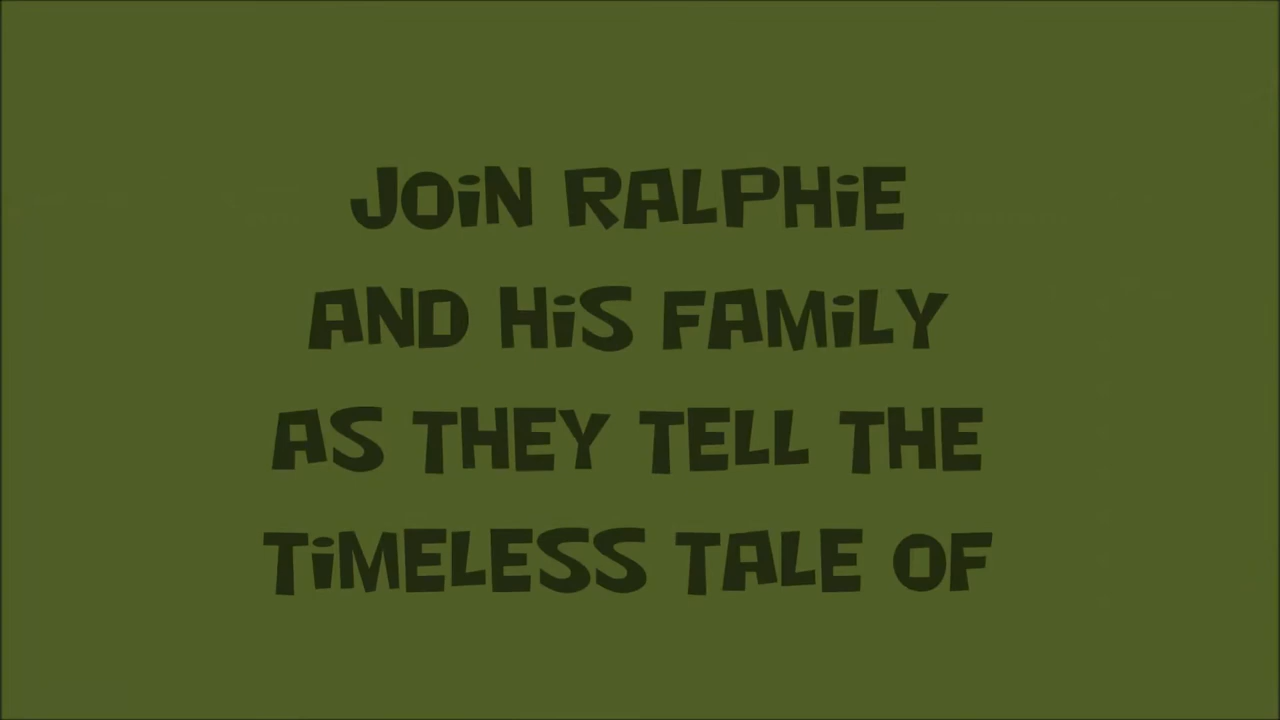 JOiN RALPHiE
AND HiS FAMiLY
AS THEY TELL THE
TiMELESS TALE OF